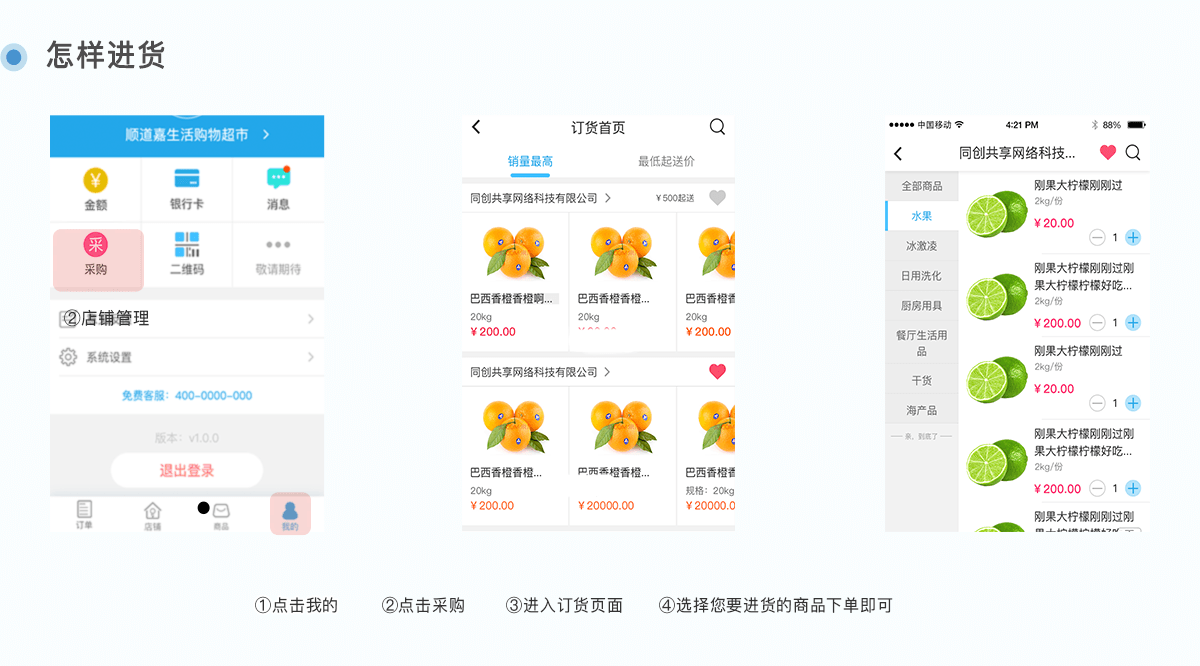 怎样进货
顺道嘉生活购物超市
金额
银行卡
消息
采
采购
二维码
敬请期待
②店铺管理
系统设置
免费客服：400-0000-000
版本：v1.0.0
退出登录
订单
店铺
商品
我的
订货首页
销量最高
最低起送价
同创共享网络科技有限公司
¥500起送
巴西香橙香橙啊...
20kg
¥200.00
巴西香橙香橙...
20kg
巴西香橙香
20kg
¥200.00
同创共享网络科技有限公司
巴西香橙香橙...
20kg
¥200.00
巴西香橙香橙...
¥20000.00
巴西香橙香
规格：20kg
¥20000.0
中国移动
4:21 PM
88%
同创共享网络科技...
全部商品
水果
冰激凌
日用洗化
厨房用具
餐厅生活用
品
干货
海产品
亲，到底了
刚果大柠檬刚刚过
2kg/份
¥20.00
1
刚果大柠檬刚刚过刚
果大柠檬柠檬好吃...
2kg/份
¥200.00
1
刚果大柠檬刚刚过
2kg/份
¥20.00
1
刚果大柠檬刚刚过刚
果大柠檬柠檬好吃...
2kg/份
¥200.00
1
刚果大柠檬刚刚过刚
①点击我的 ②点击采购 ③进入订货页面 ④选择您要进货的商品下单即可